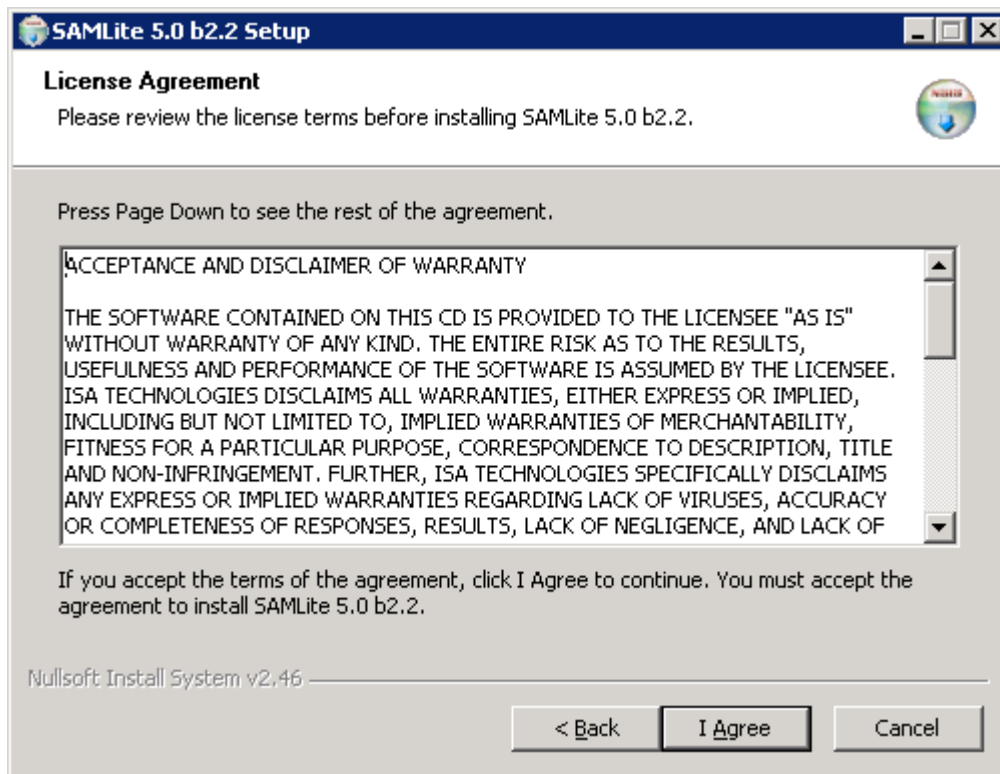 SAMLite 5.0 b2.2 Setup
License Agreement
Please review the license terms before installing SAMLite 5.0 b2.2.
Press Page Down to see the rest of the agreement.
ACCEPTANCE AND DISCLAIMER OF WARRANTY
THE SOFTWARE CONTAINED ON THIS CD IS PROVIDED TO THE LICENSEE "AS IS"
WITHOUT WARRANTY OF ANY KIND. THE ENTIRE RISK AS TO THE RESULTS,
USEFULNESS AND PERFORMANCE OF THE SOFTWARE IS ASSUMED BY THE LICENSEE.
ISA TECHNOLOGIES DISCLAIMS ALL WARRANTIES, EITHER EXPRESS OR IMPLIED,
INCLUDING BUT NOT LIMITED TO, IMPLIED WARRANTIES OF MERCHANTABILITY,
FITNESS FOR A PARTICULAR PURPOSE, CORRESPONDENCE TO DESCRIPTION, TITLE
AND NON-INFRINGEMENT. FURTHER, ISA TECHNOLOGIES SPECIFICALLY DISCLAIMS
ANY EXPRESS OR IMPLIED WARRANTIES REGARDING LACK OF VIRUSES, ACCURACY
OR COMPLETENESS OF RESPONSES, RESULTS, LACK OF NEGLIGENCE, AND LACK OF
If you accept the terms of the agreement, click I Agree to continue. You must accept the
agreement to install SAMLite 5.0 b2.2.
Nullsoft Install System v2.46
< Back
I Agree
Cancel